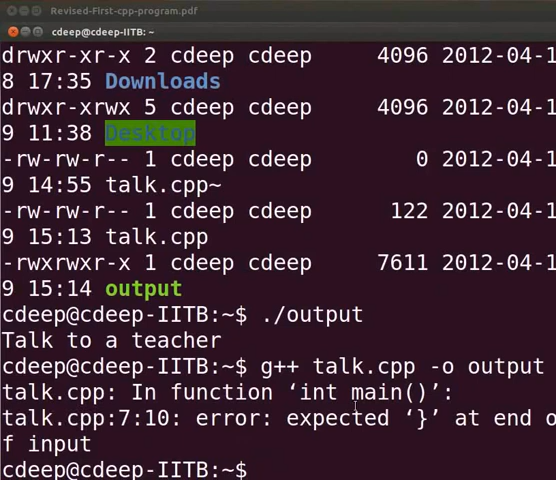 Revised-First-cpp-program.pdf
cdeep@cdeep-IITB: ~
drwxr-xr-x 2 cdeep cdeep 4096 2012-04-1
8 17:35 Downloads
drwxr-xrwx 5 cdeep cdeep 4096 2012-04-1
9 11:38 Desktop
-rw-rw-r-- 1 cdeep cdeep 0 2012-04-1
9 14:55 talk.cpp~
-rw-rw-r-- 1 cdeep cdeep 122 2012-04-1
9 15:13 talk.cpp
-rwxrwxr-x 1 cdeep cdeep 7611 2012-04-1
9 15:14 output
cdeep@cdeep-IITB:~$ ./output
Talk to a teacher
cdeep@cdeep-IITB:~$ g++ talk.cpp -o output
talk.cpp: In function ‘int main()’:
talk.cpp:7:10: error: expected ‘}’ at end o
f input
cdeep@cdeep-IITB:~$